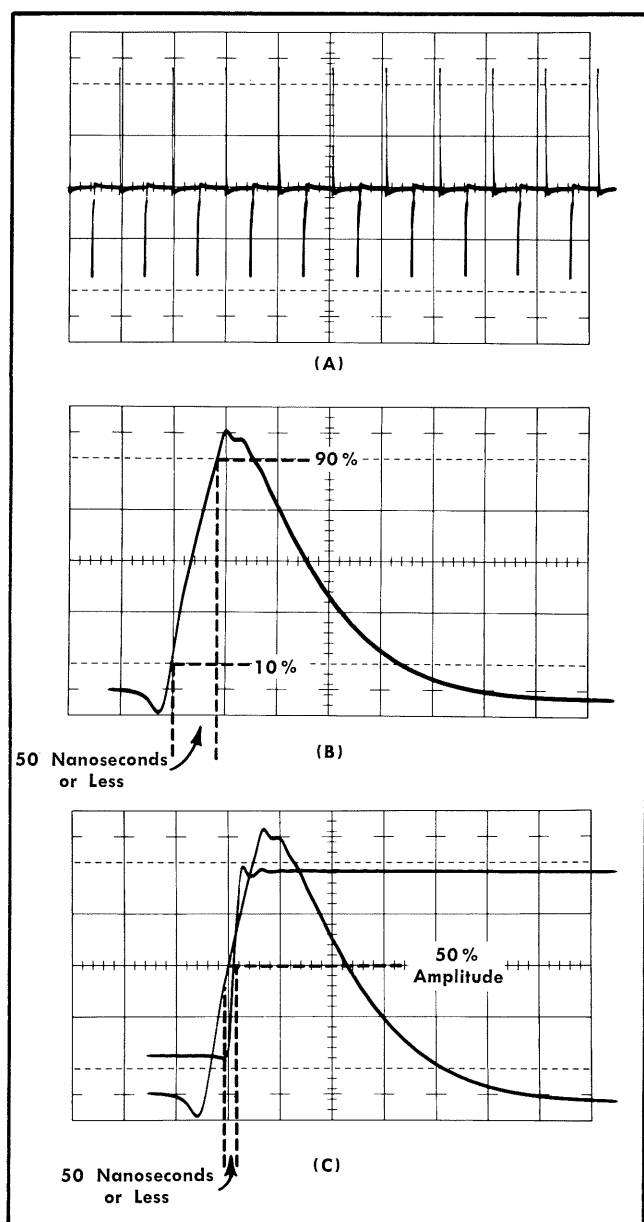 (A)
90%
10%
50 Nanoseconds
or Less
(B)
50%
Amplitude
50 Nanoseconds
or Less
(C)